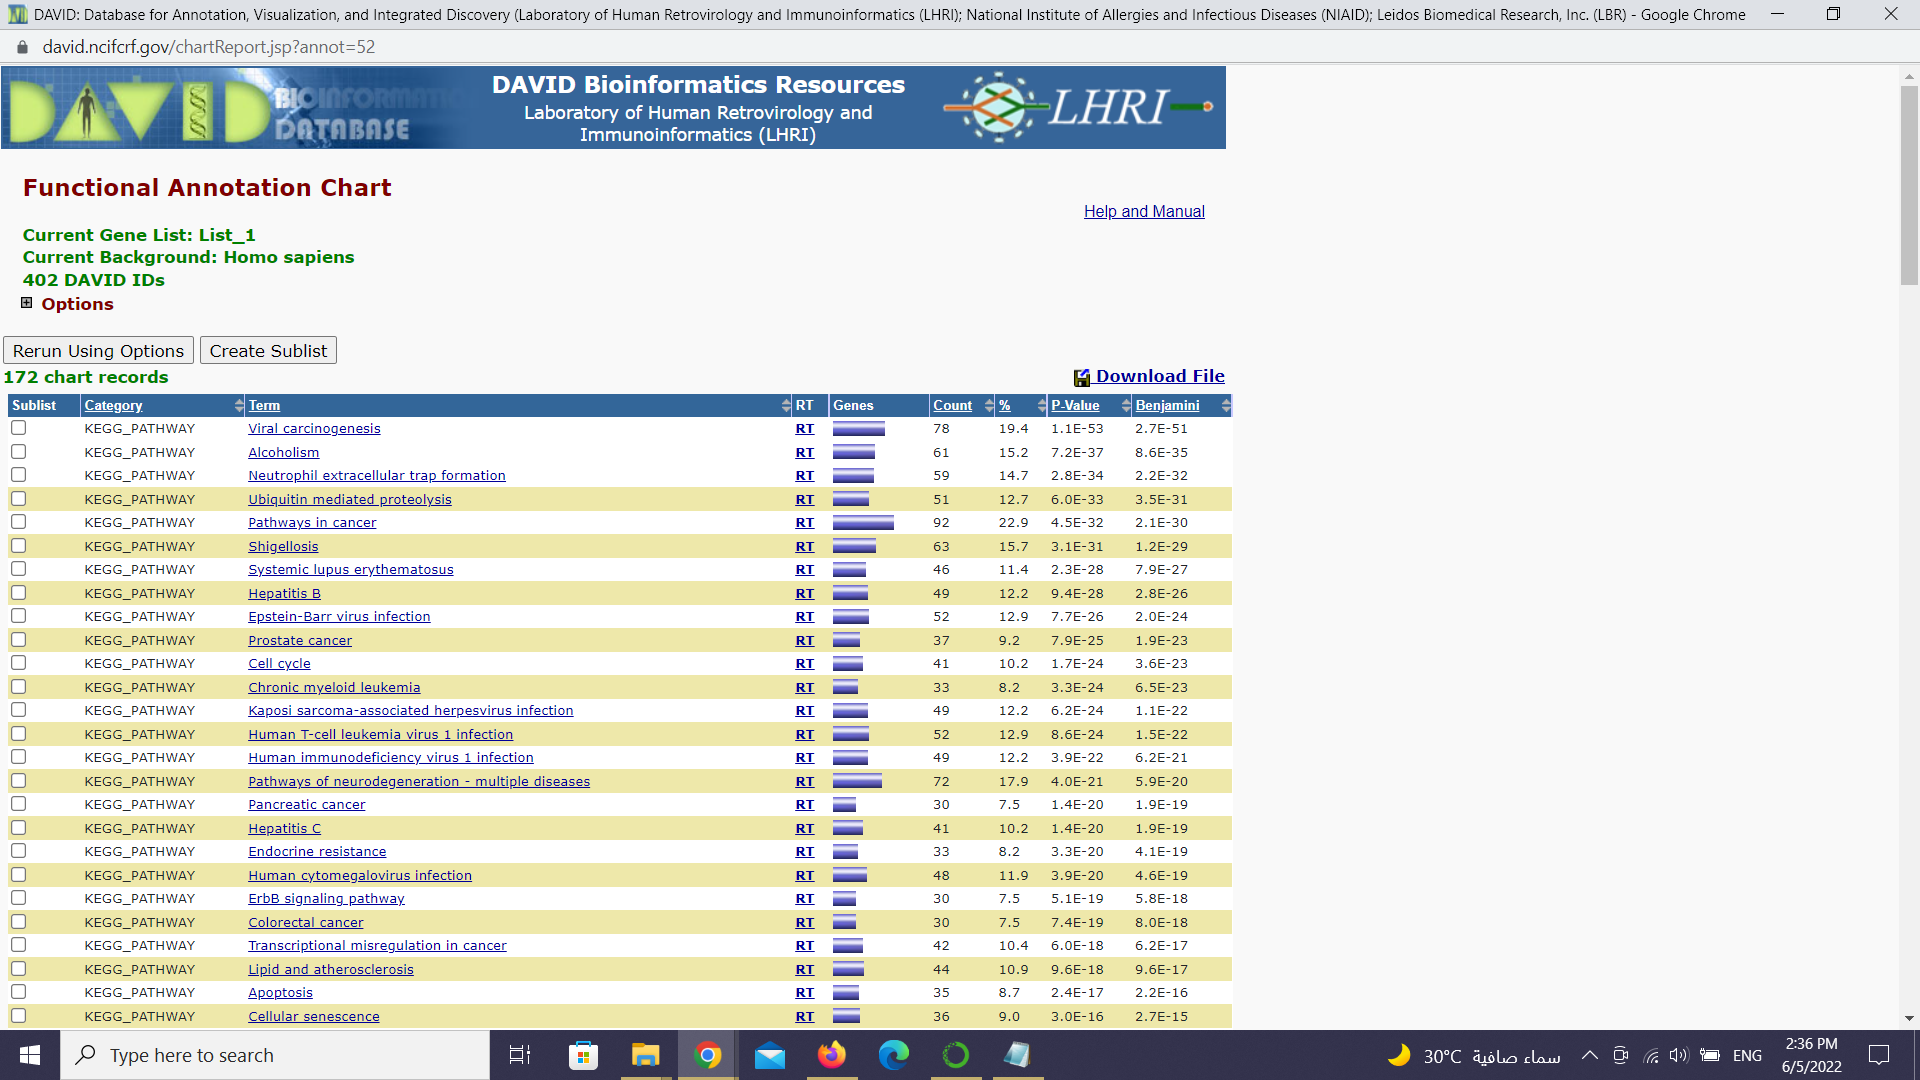 DAVID: Database for Annotation, Visualization, and Integrated Discovery (Laboratory of Human Retrovirology and Immunoinformatics (LHRI); National Institute of Allergies and Infectious Diseases (NIAID); Leidos Biomedical Research, Inc. (LBR) - Google Chrome
david.ncifcrf.gov/chartReport.jsp?annot=52
DAVID BIOINFORMATICS DATABASE
DAVID Bioinformatics Resources
Laboratory of Human Retrovirology and
Immunoinformatics (LHRI)
LHRI
Functional Annotation Chart
Help and Manual
Current Gene List: List_1
Current Background: Homo sapiens
402 DAVID IDs
Options
Rerun Using Options Create Sublist
172 chart records Download File
Sublist Category Term RT Genes Count % P-Value Benjamini
KEGG_PATHWAY Viral carcinogenesis RT 78 19.4 1.1E-53 2.7E-51
KEGG_PATHWAY Alcoholism RT 61 15.2 7.2E-37 8.6E-35
KEGG_PATHWAY Neutrophil extracellular trap formation RT 59 14.7 2.8E-34 2.2E-32
KEGG_PATHWAY Ubiquitin mediated proteolysis RT 51 12.7 6.0E-33 3.5E-31
KEGG_PATHWAY Pathways in cancer RT 92 22.9 4.5E-32 2.1E-30
KEGG_PATHWAY Shigellosis RT 63 15.7 3.1E-31 1.2E-29
KEGG_PATHWAY Systemic lupus erythematosus RT 46 11.4 2.3E-28 7.9E-27
KEGG_PATHWAY Hepatitis B RT 49 12.2 9.4E-28 2.8E-26
KEGG_PATHWAY Epstein-Barr virus infection RT 52 12.9 7.7E-26 2.0E-24
KEGG_PATHWAY Prostate cancer RT 37 9.2 7.9E-25 1.9E-23
KEGG_PATHWAY Cell cycle RT 41 10.2 1.7E-24 3.6E-23
KEGG_PATHWAY Chronic myeloid leukemia RT 33 8.2 3.3E-24 6.5E-23
KEGG_PATHWAY Kaposi sarcoma-associated herpesvirus infection RT 49 12.2 6.2E-24 1.1E-22
KEGG_PATHWAY Human T-cell leukemia virus 1 infection RT 52 12.9 8.6E-24 1.5E-22
KEGG_PATHWAY Human immunodeficiency virus 1 infection RT 49 12.2 3.9E-22 6.2E-21
KEGG_PATHWAY Pathways of neurodegeneration - multiple diseases RT 72 17.9 4.0E-21 5.9E-20
KEGG_PATHWAY Pancreatic cancer RT 30 7.5 1.4E-20 1.9E-19
KEGG_PATHWAY Hepatitis C RT 41 10.2 1.4E-20 1.9E-19
KEGG_PATHWAY Endocrine resistance RT 33 8.2 3.3E-20 4.1E-19
KEGG_PATHWAY Human cytomegalovirus infection RT 48 11.9 3.9E-20 4.6E-19
KEGG_PATHWAY ErbB signaling pathway RT 30 7.5 5.1E-19 5.8E-18
KEGG_PATHWAY Colorectal cancer RT 30 7.5 7.4E-19 8.0E-18
KEGG_PATHWAY Transcriptional misregulation in cancer RT 42 10.4 6.0E-18 6.2E-17
KEGG_PATHWAY Lipid and atherosclerosis RT 44 10.9 9.6E-18 9.6E-17
KEGG_PATHWAY Apoptosis RT 35 8.7 2.4E-17 2.2E-16
KEGG_PATHWAY Cellular senescence RT 36 9.0 3.0E-16 2.7E-15
Type here to search
30°C سماء صافية
ENG
2:36 PM
6/5/2022